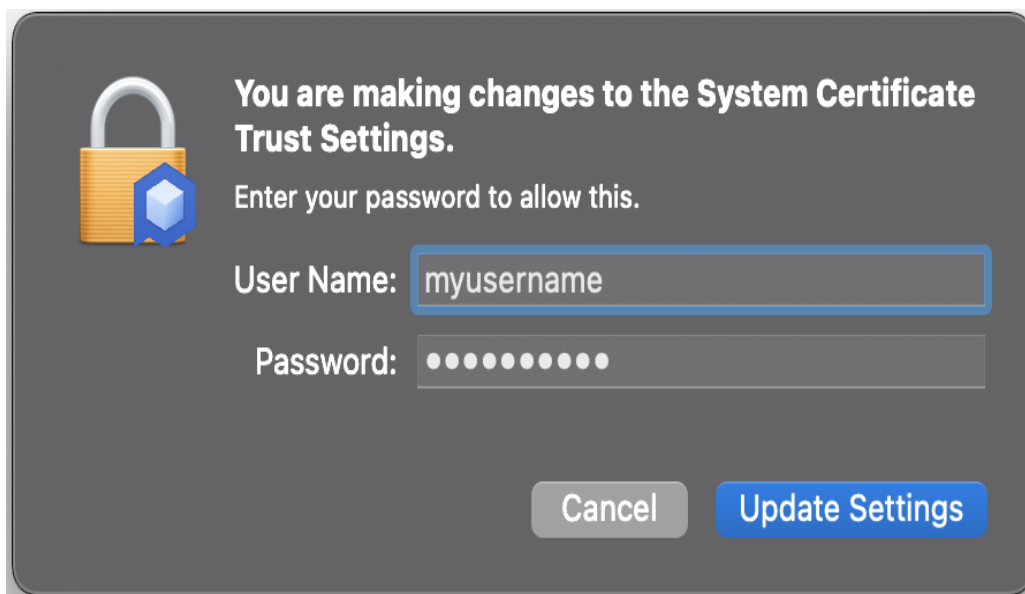 You are making changes to the System Certificate
Trust Settings.
Enter your password to allow this.
User Name: myusername
Password: ••••••••••
Cancel Update Settings